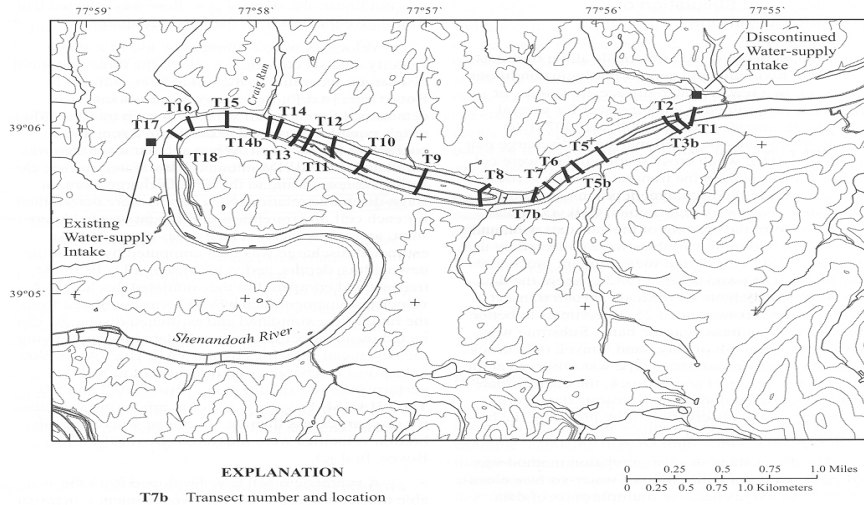 77°59'
77°58'
77°57'
77°56'
77°55'
Discontinued
Water-supply
Intake
Craig Run
T16
T15
T14
T12
T2
39°06'
T17
T1
T10
T5
T3b
T14b
T13
T18
T11
T9
T6
T8
T7
T5b
T7b
Existing
Water-supply
Intake
39°05'
Shenandoah River
EXPLANATION
T7b Transect number and location
0 0.25 0.5 0.75 1.0 Miles
0 0.25 0.5 0.75 1.0 Kilometers